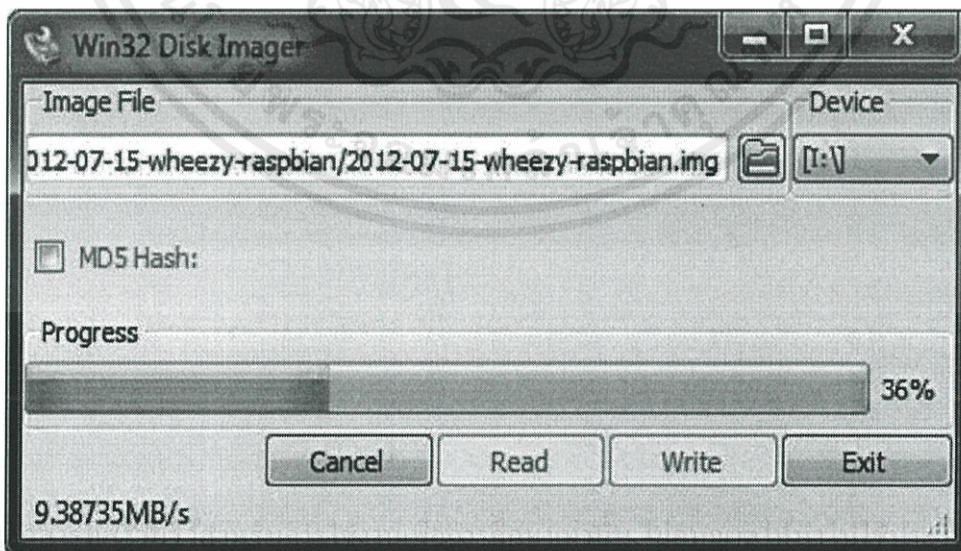 Win32 Disk Imager
Image File
Device
012-07-15-wheezy-raspbian/2012-07-15-wheezy-raspbian.img
[I:\]
MD5 Hash:
Progress
36%
Cancel
Read
Write
Exit
9.38735MB/s